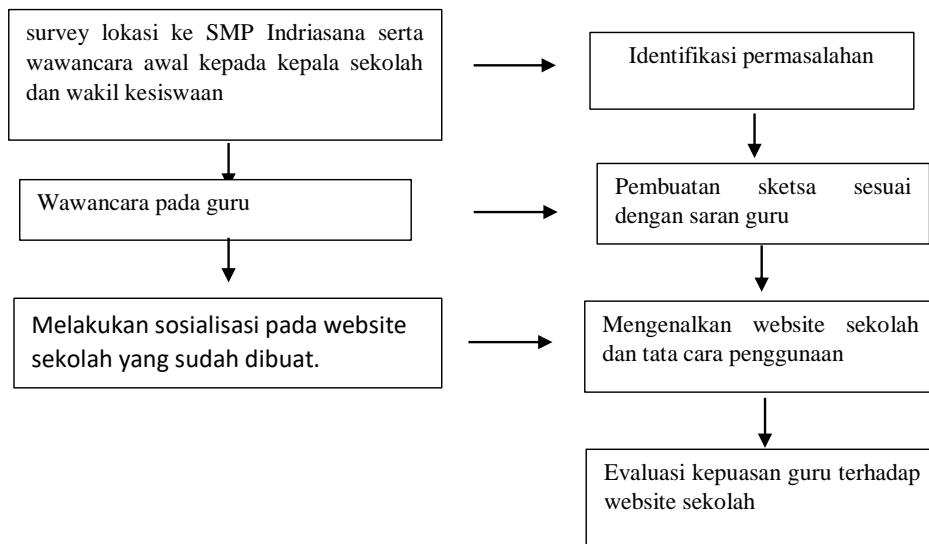 survey lokasi ke SMP Indriasana serta
wawancara awal kepada kepala sekolah
dan wakil kesiswaan
Identifikasi permasalahan
Wawancara pada guru
Pembuatan sketsa sesuai
dengan saran guru
Melakukan sosialisasi pada website
sekolah yang sudah dibuat.
Mengenalkan website sekolah
dan tata cara penggunaan
Evaluasi kepuasan guru terhadap
website sekolah